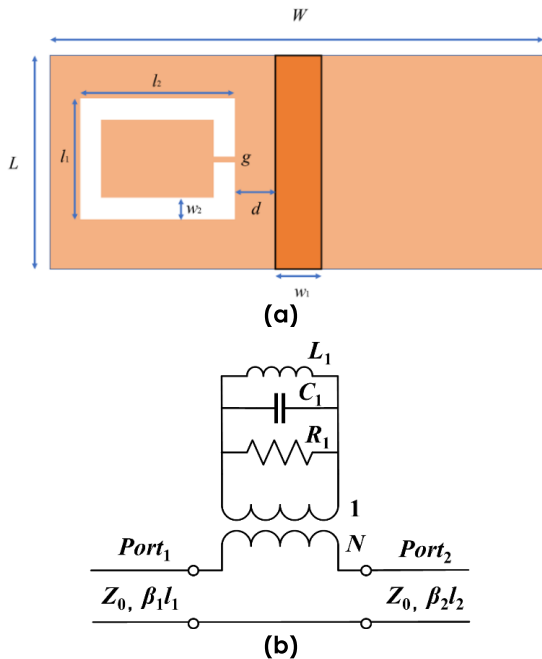 W
l₂
L
l₁
g
w₂
d
w₁
(a)
L₁
C₁
R₁
1
Port₁ N Port₂
Z₀, β₁l₁ Z₀, β₂l₂
(b)